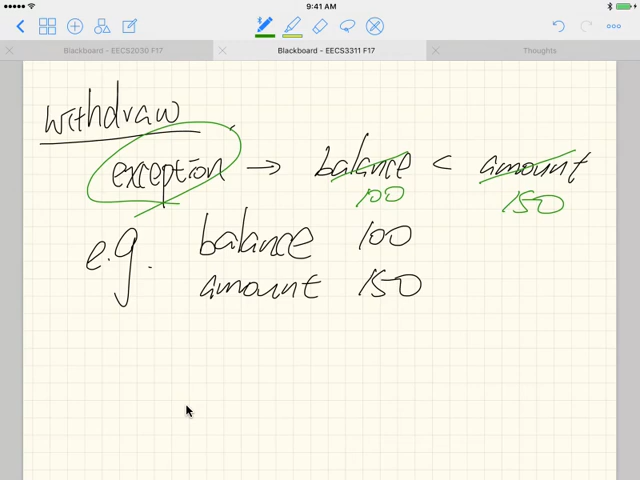 9:41 AM
Blackboard - EECS2030 F17
Blackboard - EECS3311 F17
Thoughts
withdraw
exception → balance < amount
100 150
e.g. balance 100
amount 150